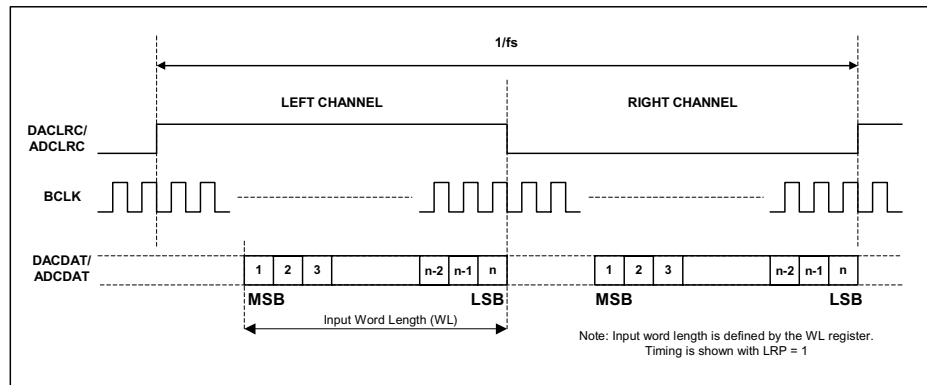 1/fs
LEFT CHANNEL
RIGHT CHANNEL
DACLRC/
ADCLRC
BCLK
DACDAT/
ADCDAT
1 2 3 n-2 n-1 n
1 2 3 n-2 n-1 n
MSB LSB
MSB LSB
Input Word Length (WL)
Note: Input word length is defined by the WL register.
Timing is shown with LRP = 1